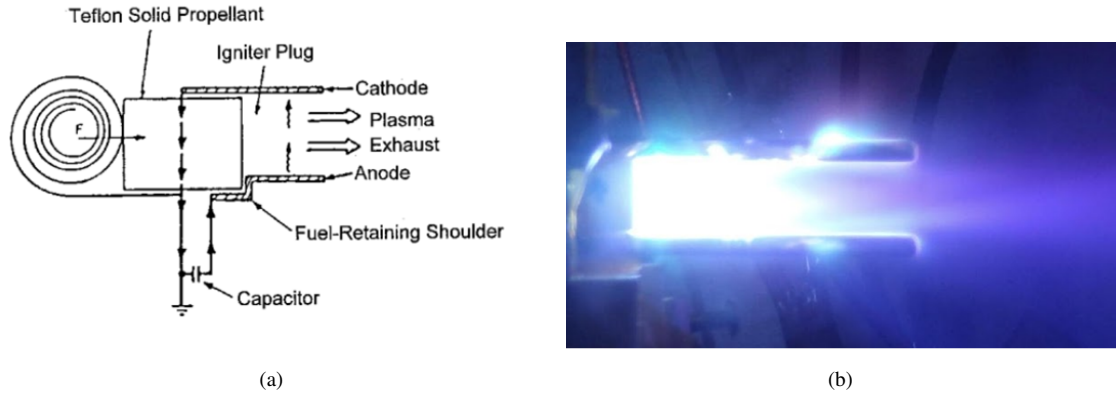 Teflon Solid Propellant
Igniter Plug
Cathode
Plasma
Exhaust
Anode
F
Fuel-Retaining Shoulder
Capacitor
(a)
(b)